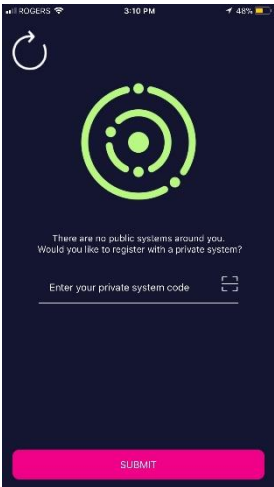 ROGERS 3:10 PM 48%
There are no public systems around you.
Would you like to register with a private system?
Enter your private system code
SUBMIT